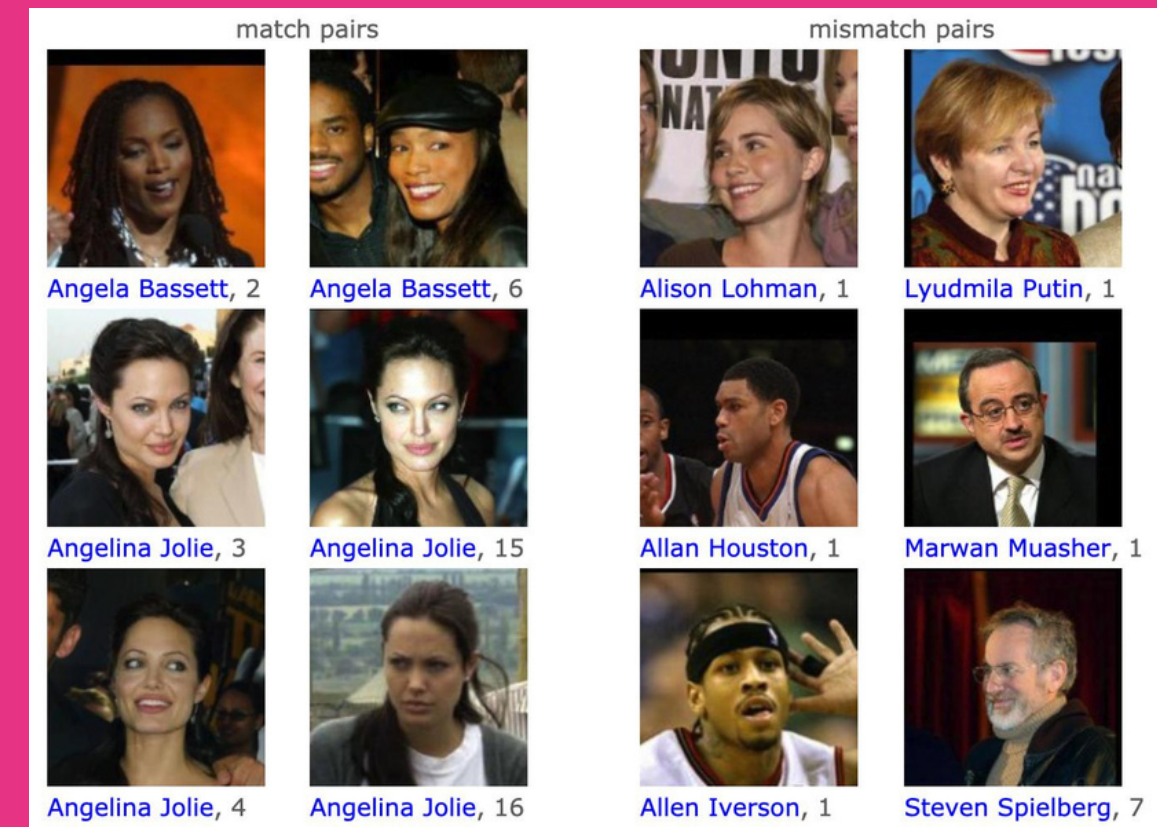 match pairs
mismatch pairs
Angela Bassett, 2
Angela Bassett, 6
Alison Lohman, 1
Lyudmila Putin, 1
Angelina Jolie, 3
Angelina Jolie, 15
Allan Houston, 1
Marwan Muasher, 1
Angelina Jolie, 4
Angelina Jolie, 16
Allen Iverson, 1
Steven Spielberg, 7